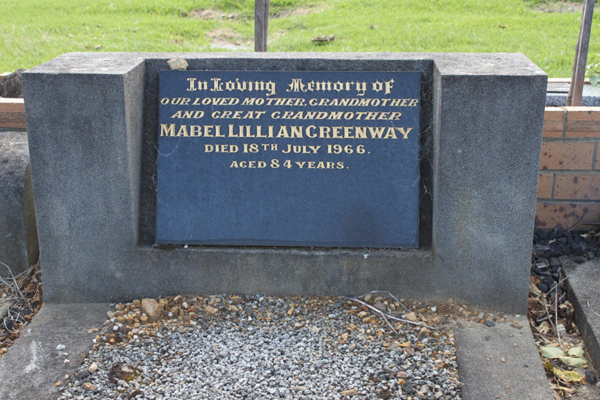 In Loving Memory of
OUR LOVED MOTHER, GRANDMOTHER
AND GREAT GRANDMOTHER
MABEL LILLIAN GREENWAY
DIED 18TH JULY 1966.
AGED 84 YEARS.